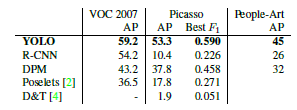 VOC 2007 Picasso People-Art
AP AP Best F1 AP
YOLO 59.2 53.3 0.590 45
R-CNN 54.2 10.4 0.226 26
DPM 43.2 37.8 0.458 32
Poselets [2] 36.5 17.8 0.271
D&T [4] - 1.9 0.051